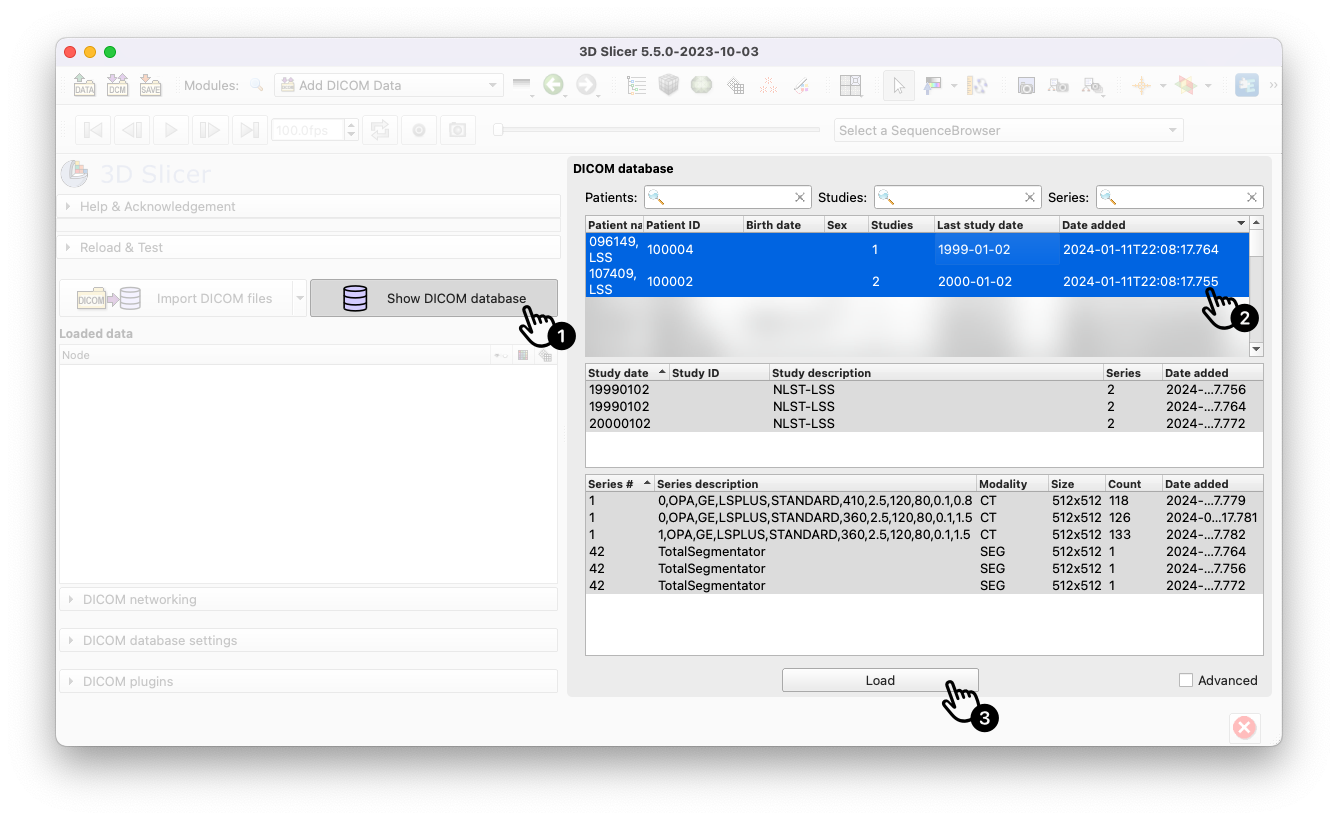 3D Slicer 5.5.0-2023-10-03
DATA DCM SAVE Modules: Add DICOM Data
100.0fps Select a SequenceBrowser
3D Slicer
Help & Acknowledgement
Reload & Test
DICOM Import DICOM files Show DICOM database
1
Loaded data
Node
DICOM networking
DICOM database settings
DICOM plugins
DICOM database
Patients: Studies: Series:
Patient na Patient ID Birth date Sex Studies Last study date Date added
096149, LSS 100004 1 1999-01-02 2024-01-11T22:08:17.764
107409, LSS 100002 2 2000-01-02 2024-01-11T22:08:17.755
2
Study date Study ID Study description Series Date added
19990102 NLST-LSS 2 2024-...7.756
19990102 NLST-LSS 2 2024-...7.764
20000102 NLST-LSS 2 2024-...7.772
Series # Series description Modality Size Count Date added
1 0,OPA,GE,LSPLUS,STANDARD,410,2.5,120,80,0.1,0.8 CT 512x512 118 2024-...7.779
1 0,OPA,GE,LSPLUS,STANDARD,360,2.5,120,80,0.1,1.5 CT 512x512 126 2024-0...17.781
1 1,OPA,GE,LSPLUS,STANDARD,360,2.5,120,80,0.1,1.5 CT 512x512 133 2024-...7.782
42 TotalSegmentator SEG 512x512 1 2024-...7.764
42 TotalSegmentator SEG 512x512 1 2024-...7.756
42 TotalSegmentator SEG 512x512 1 2024-...7.772
Load Advanced
3